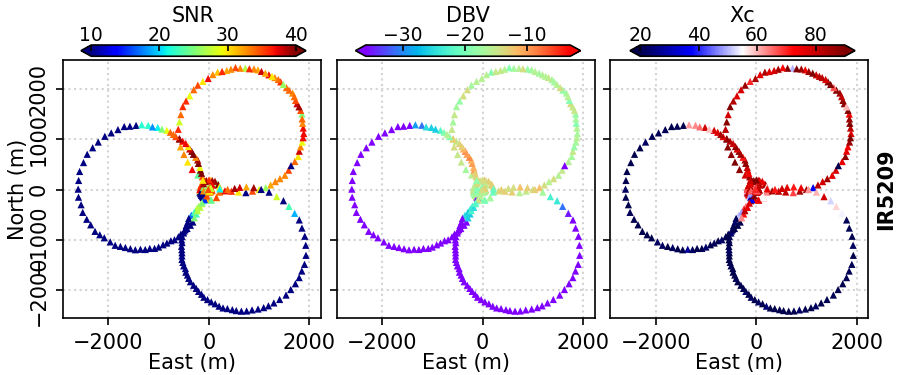 SNR DBV Xc
10 20 30 40 −30 −20 −10 20 40 60 80
North (m)
2000
1000
0
−1000
−2000
IR5209
−2000 0 2000 −2000 0 2000 −2000 0 2000
East (m) East (m) East (m)